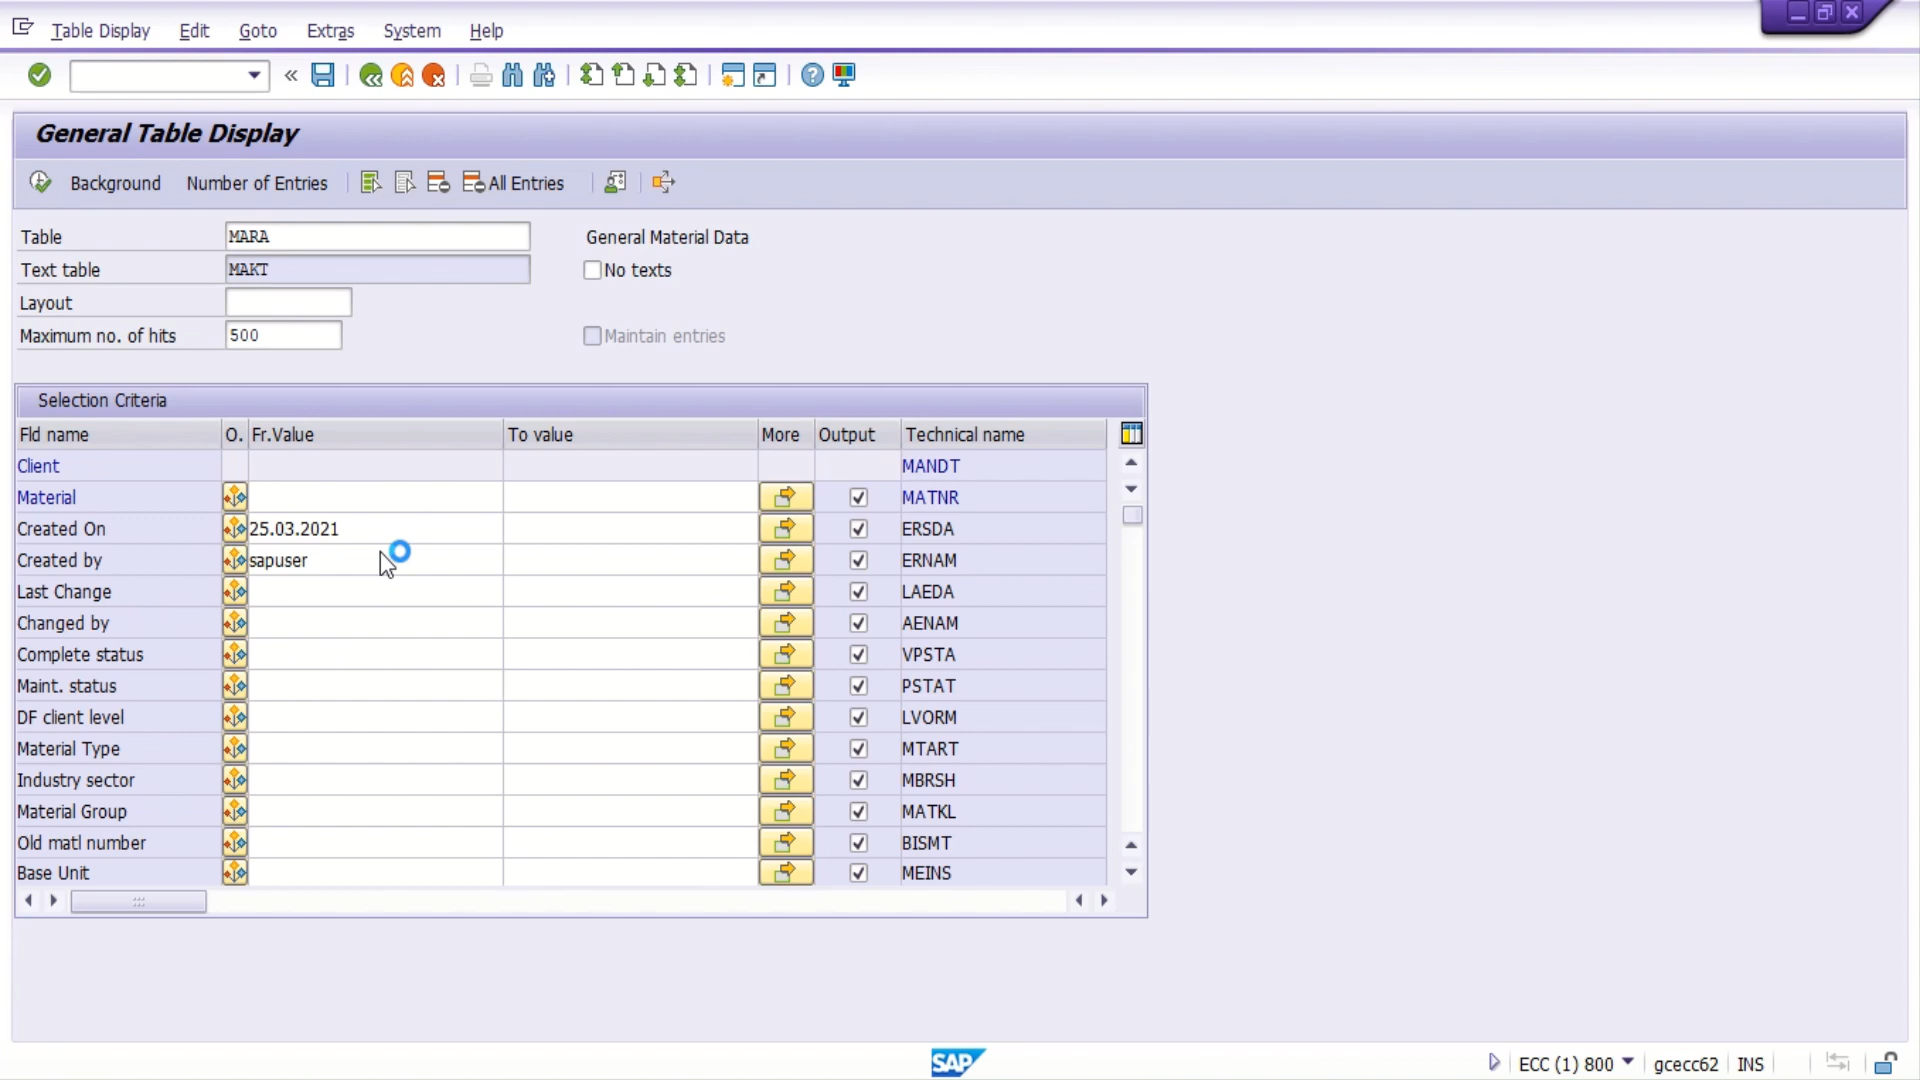 Table Display Edit Goto Extras System Help
General Table Display
Background Number of Entries All Entries
Table MARA General Material Data
Text table MAKT No texts
Layout
Maximum no. of hits 500 Maintain entries
Selection Criteria
Fld name O. Fr.Value To value More Output Technical name
Client MANDT
Material MATNR
Created On 25.03.2021 ERSDA
Created by sapuser ERNAM
Last Change LAEDA
Changed by AENAM
Complete status VPSTA
Maint. status PSTAT
DF client level LVORM
Material Type MTART
Industry sector MBRSH
Material Group MATKL
Old matl number BISMT
Base Unit MEINS
SAP ECC (1) 800 gcecc62 INS